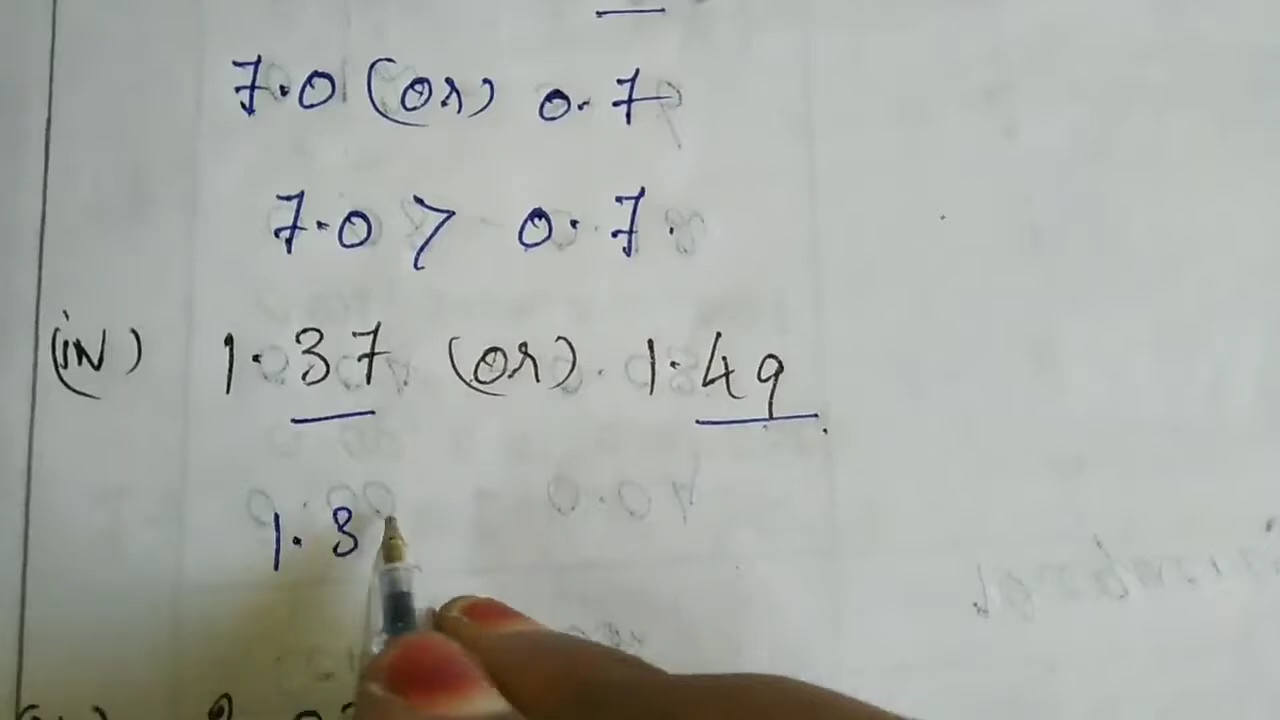 7.0 (or) 0.7
7.0 > 0.7.
(iv) 1.37 (or) 1.49
1.3